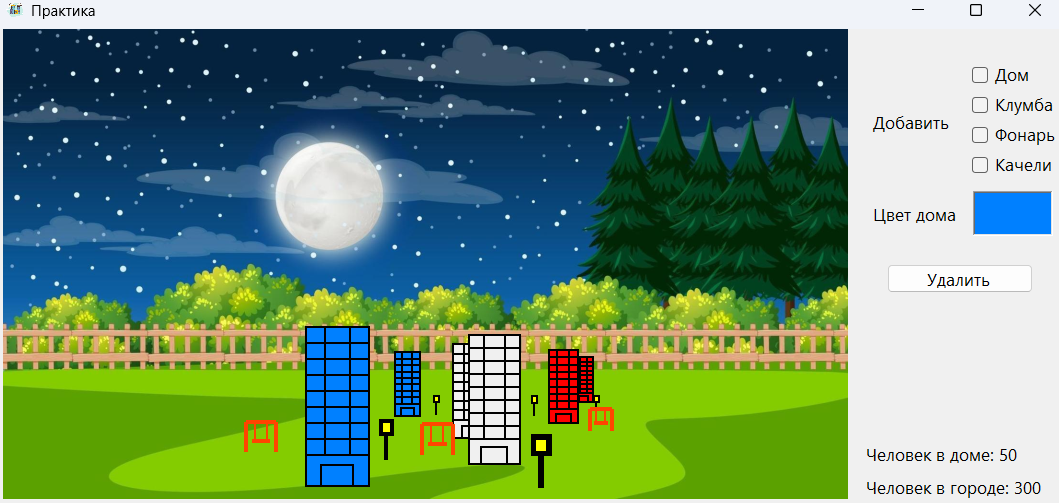 Практика
Дом
Клумба
Добавить
Фонарь
Качели
Цвет дома
Удалить
Человек в доме: 50
Человек в городе: 300